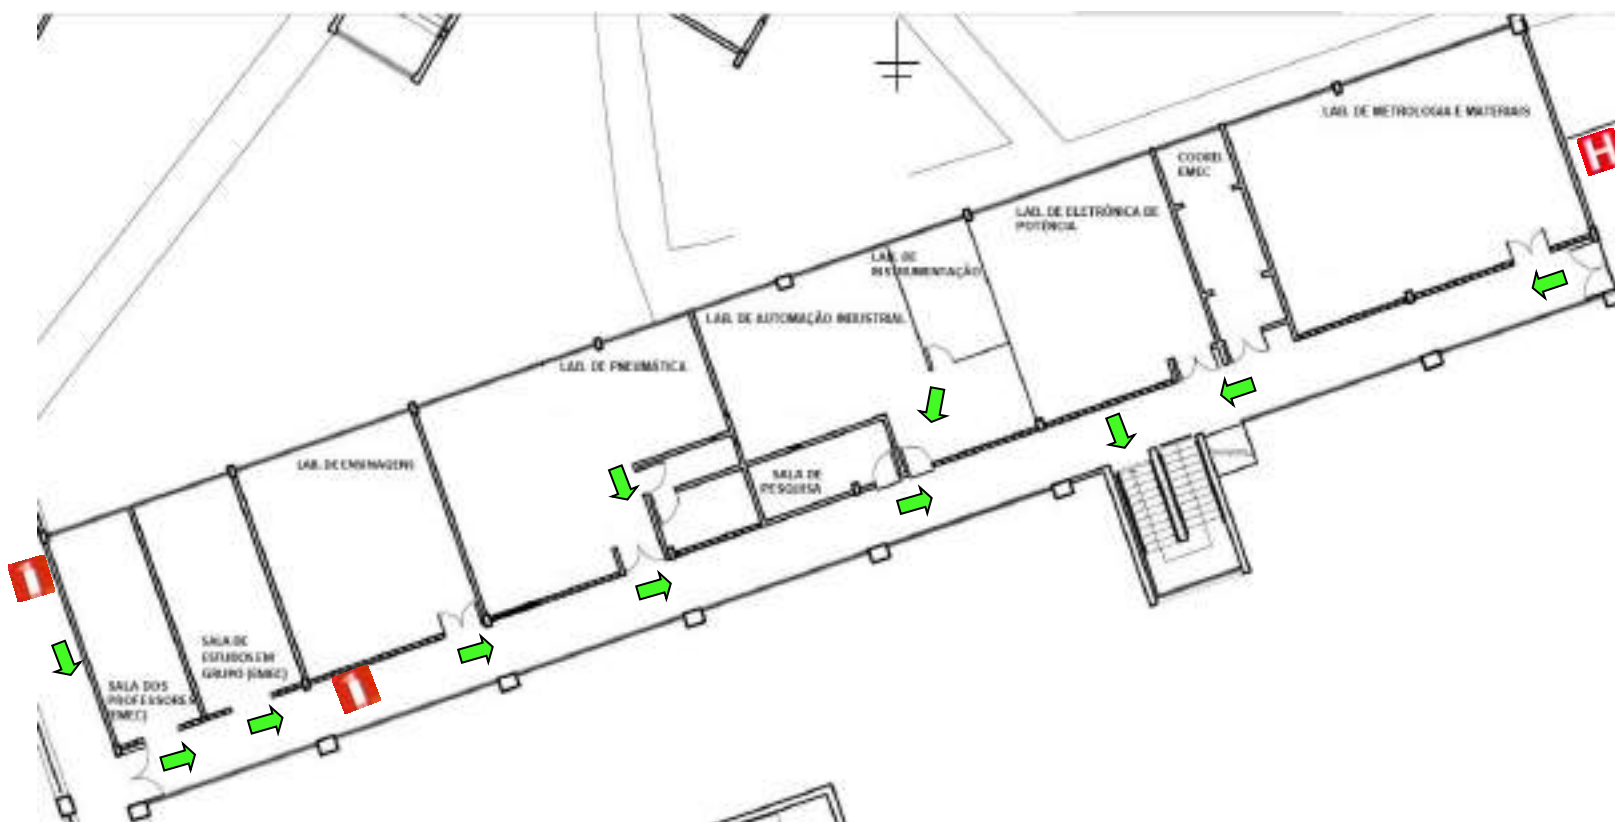 LAB. DE METROLOGIA E MATERIAIS
H
COORD.
EMEC
LAB. DE ELETRÔNICA DE
POTÊNCIA
LAB. DE
INSTRUMENTAÇÃO
LAB. DE AUTOMAÇÃO INDUSTRIAL
LAB. DE PNEUMÁTICA
LAB. DE USINAGENS
SALA DE
PESQUISA
SALA DE
ESTUDOS EM
GRUPO (EMEC)
SALA DOS
PROFESSORES
(EMEC)